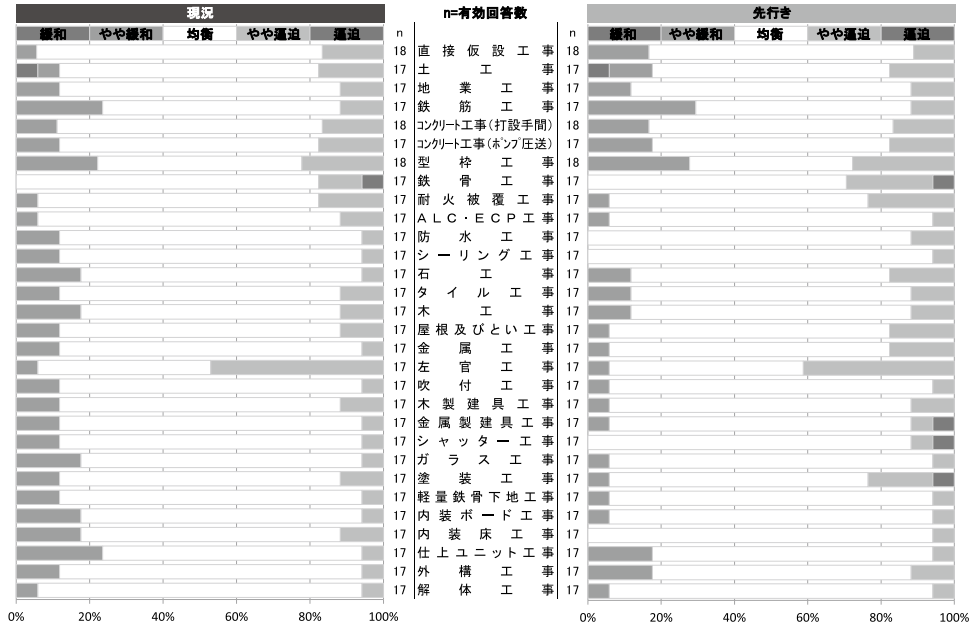 現況 n=有効回答数 先行き
緩和 やや緩和 均衡 やや逼迫 逼迫 緩和 やや緩和 均衡 やや逼迫 逼迫
n n
18 直接仮設工事 18
17 土工事 17
17 地業工事 17
17 鉄筋工事 17
18 コンクリート工事(打設手間) 18
17 コンクリート工事(ポンプ圧送) 17
18 型枠工事 18
17 鉄骨工事 17
17 耐火被覆工事 17
17 ALC・ECP工事 17
17 防水工事 17
17 シーリング工事 17
17 石工事 17
17 タイル工事 17
17 木工事 17
17 屋根及びとい工事 17
17 金属工事 17
17 左官工事 17
17 吹付工事 17
17 木製建具工事 17
17 金属製建具工事 17
17 シャッター工事 17
17 ガラス工事 17
17 塗装工事 17
17 軽量鉄骨下地工事 17
17 内装ボード工事 17
17 内装床工事 17
17 仕上ユニット工事 17
17 外構工事 17
17 解体工事 17
0% 20% 40% 60% 80% 100% 0% 20% 40% 60% 80% 100%